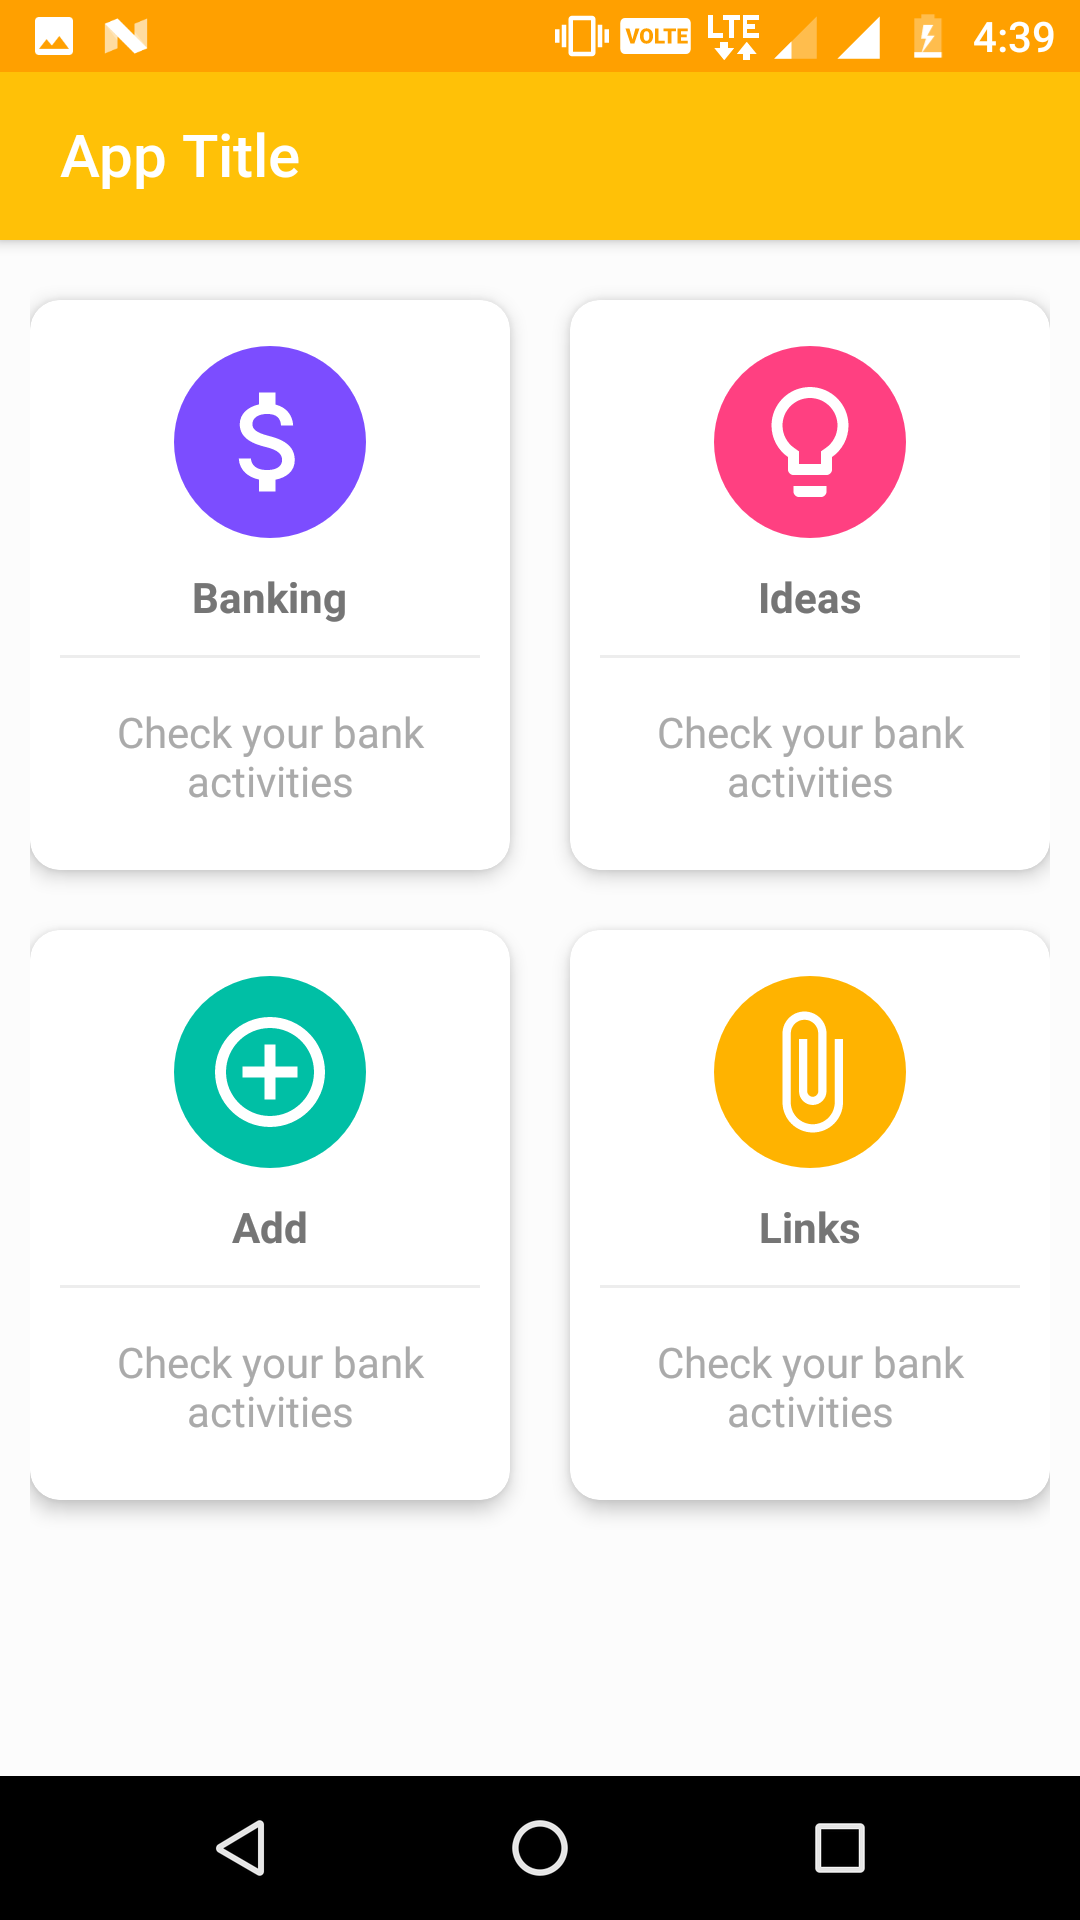 VOLTE LTE 4:39
App Title
Banking
Check your bank
activities
Ideas
Check your bank
activities
Add
Check your bank
activities
Links
Check your bank
activities